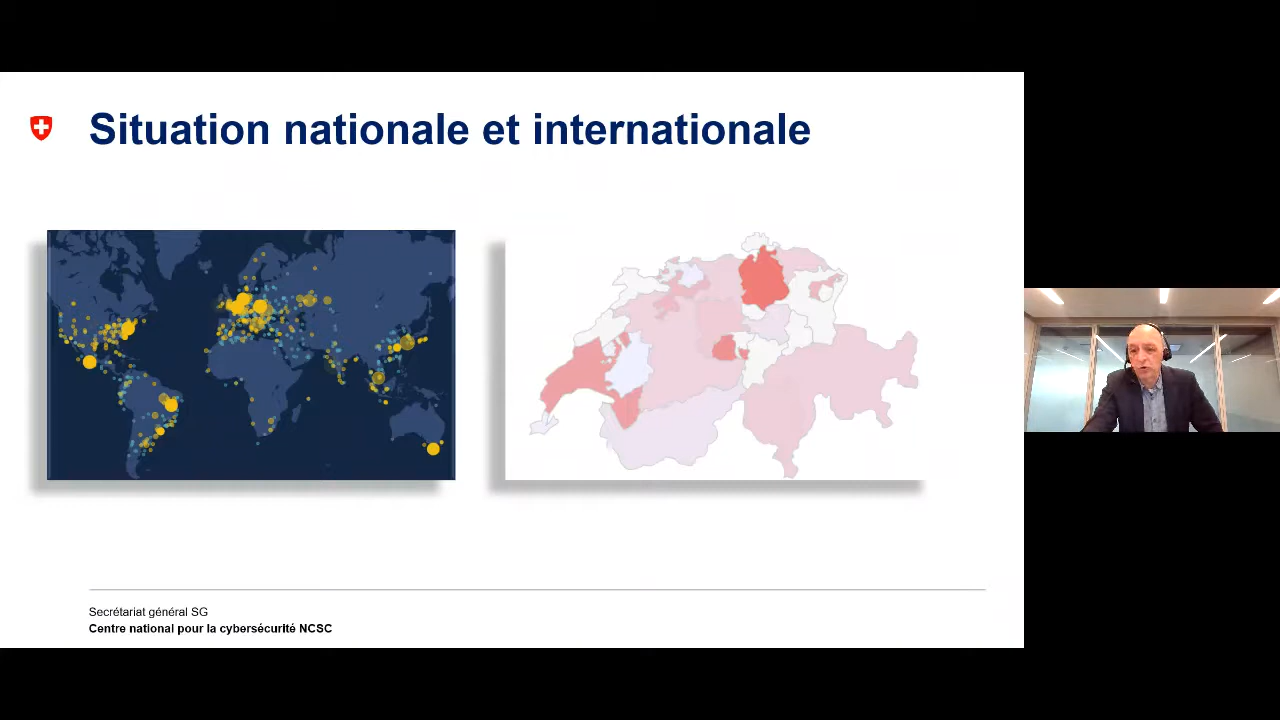 Situation nationale et internationale
Secrétariat général SG
Centre national pour la cybersécurité NCSC